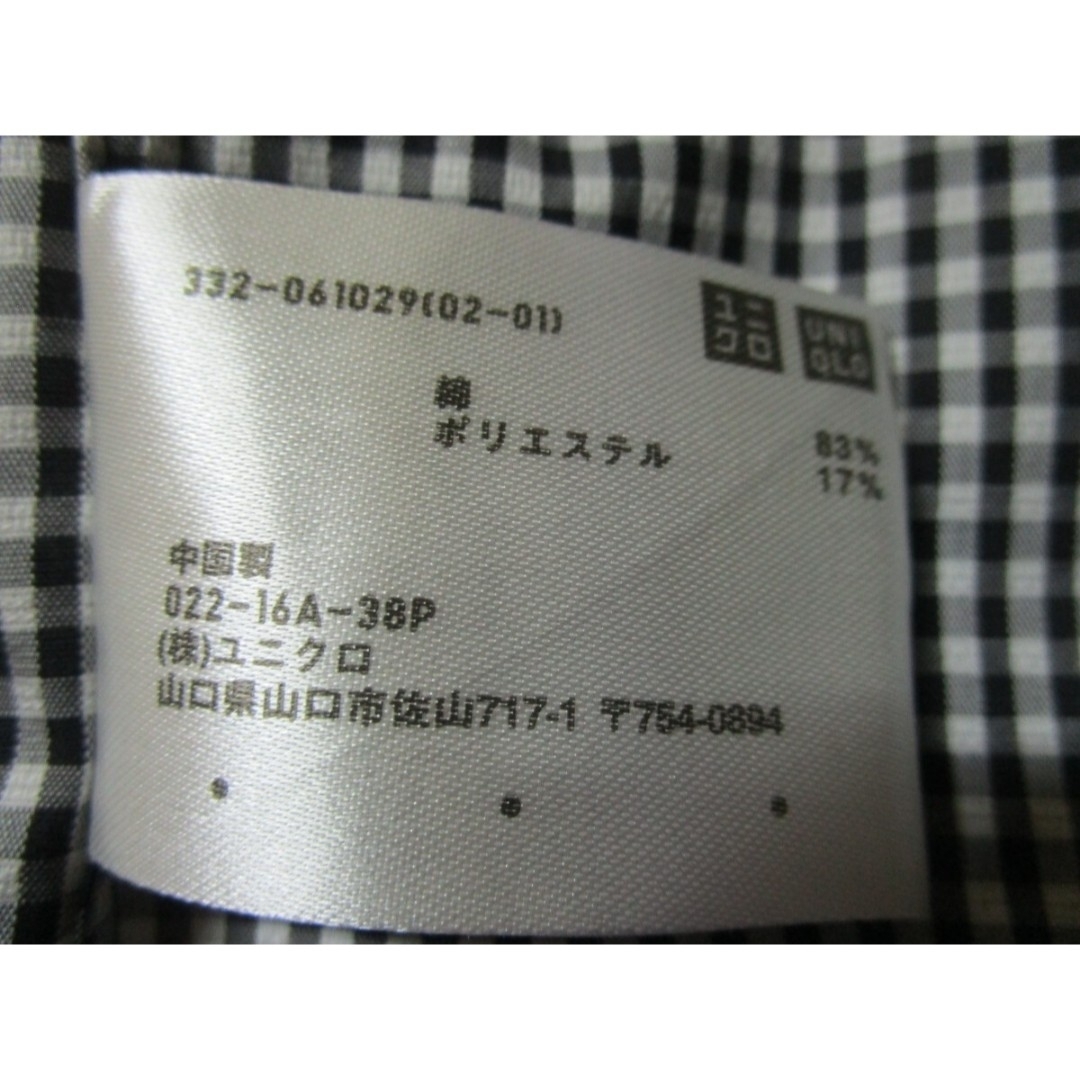 332-061029(02-01)
ユニクロ
UNIQLO
綿 83%
ポリエステル 17%
中国製
022-16A-38P
(株)ユニクロ
山口県山口市佐山717-1 〒754-0894